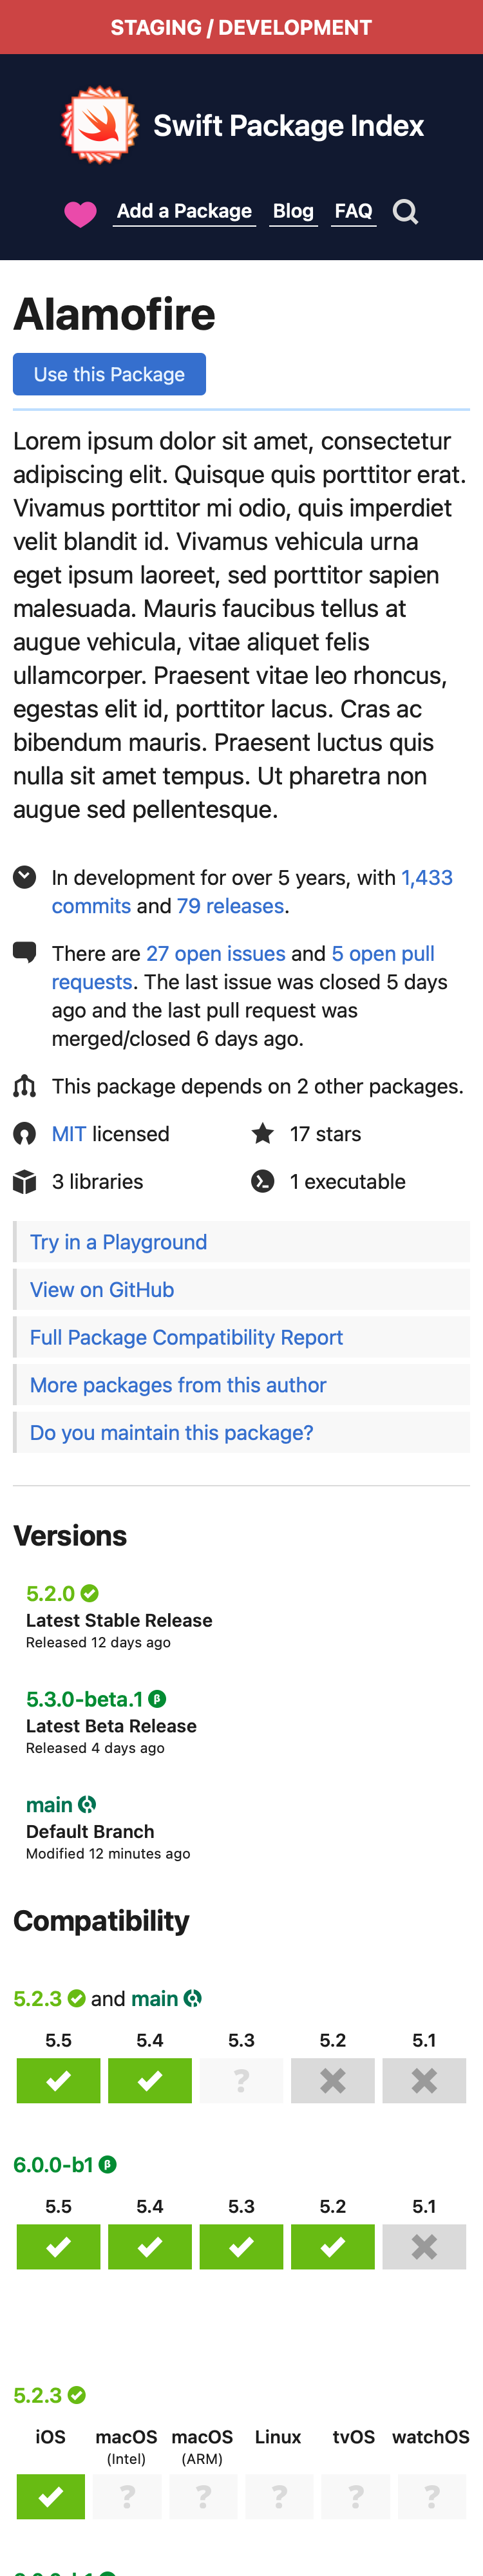 STAGING / DEVELOPMENT
Swift Package Index
Add a Package Blog FAQ
Alamofire
Use this Package
Lorem ipsum dolor sit amet, consectetur
adipiscing elit. Quisque quis porttitor erat.
Vivamus porttitor mi odio, quis imperdiet
velit blandit id. Vivamus vehicula urna
eget ipsum laoreet, sed porttitor sapien
malesuada. Mauris faucibus tellus at
augue vehicula, vitae aliquet felis
ullamcorper. Praesent vitae leo rhoncus,
egestas elit id, porttitor lacus. Cras ac
bibendum mauris. Praesent luctus quis
nulla sit amet tempus. Ut pharetra non
augue sed pellentesque.
In development for over 5 years, with 1,433
commits and 79 releases.
There are 27 open issues and 5 open pull
requests. The last issue was closed 5 days
ago and the last pull request was
merged/closed 6 days ago.
This package depends on 2 other packages.
MIT licensed 17 stars
3 libraries 1 executable
Try in a Playground
View on GitHub
Full Package Compatibility Report
More packages from this author
Do you maintain this package?
Versions
5.2.0
Latest Stable Release
Released 12 days ago
5.3.0-beta.1 β
Latest Beta Release
Released 4 days ago
main
Default Branch
Modified 12 minutes ago
Compatibility
5.2.3 and main
5.5 5.4 5.3 5.2 5.1
?
6.0.0-b1 β
5.5 5.4 5.3 5.2 5.1
5.2.3
iOS macOS macOS Linux tvOS watchOS
(Intel) (ARM)
? ? ? ? ?